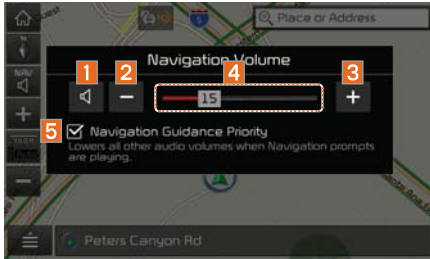 Place or Address
Navigation Volume
1
2
4
3
NAV
15
5
Navigation Guidance Priority
Lowers all other audio volumes when Navigation prompts
are playing.
Peters Canyon Rd